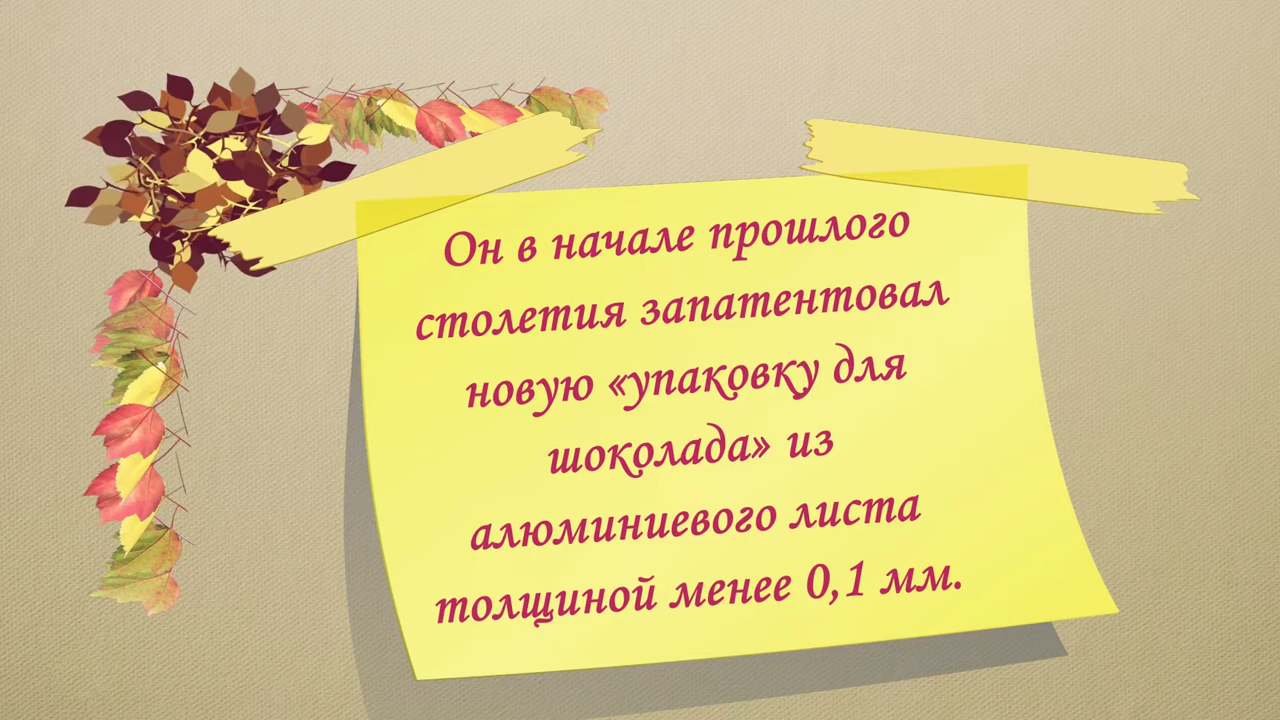 Он в начале прошлого
столетия запатентовал
новую «упаковку для
шоколада» из
алюминиевого листа
толщиной менее 0,1 мм.